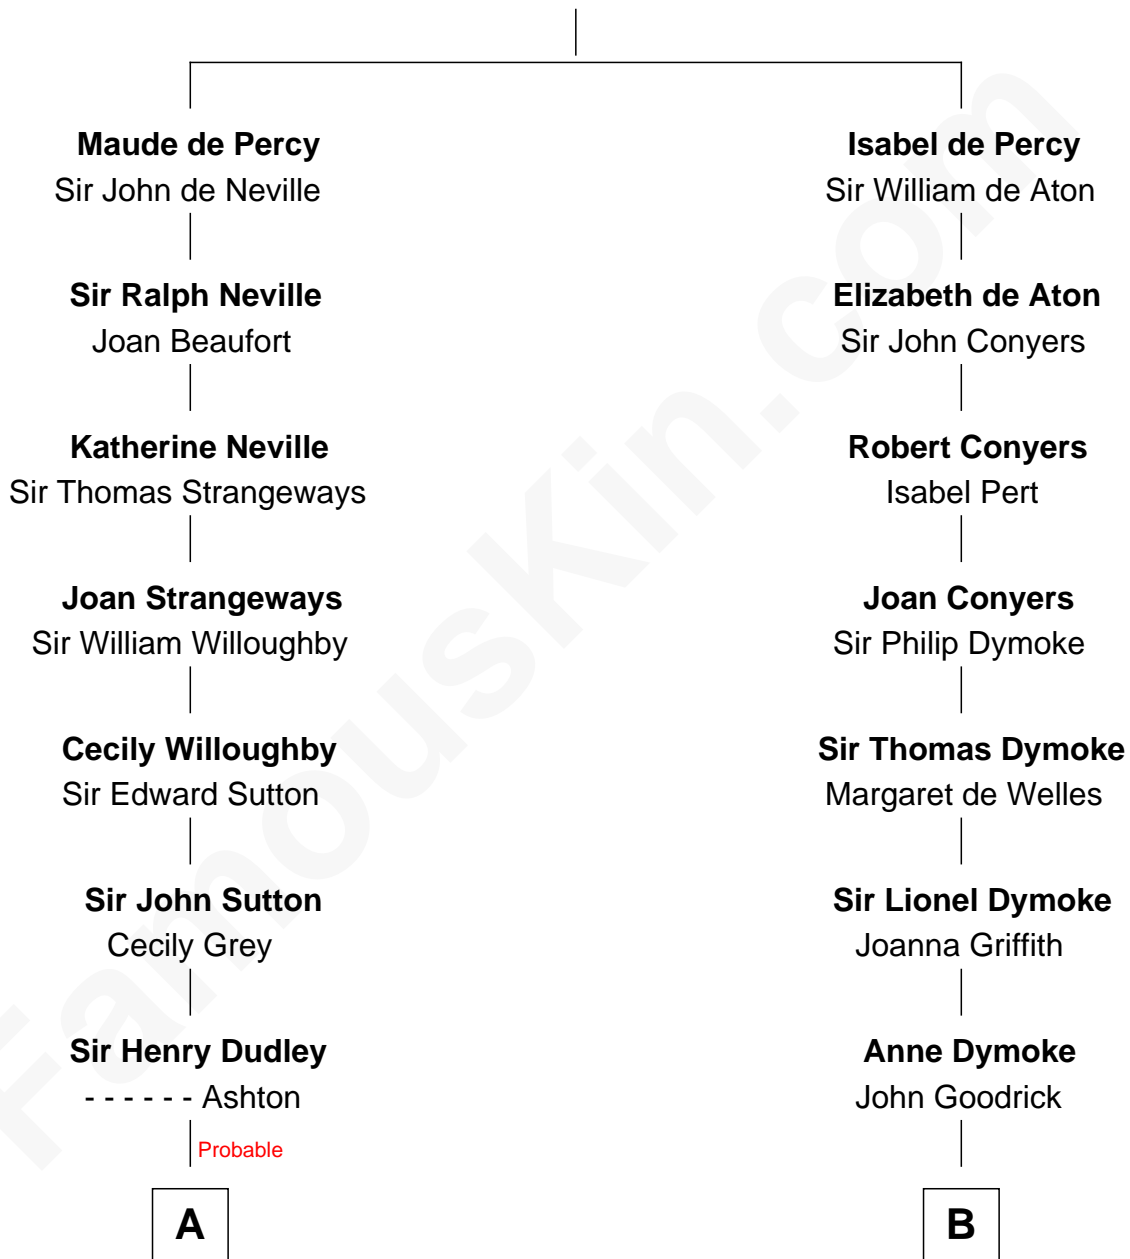 Maude de Percy
Sir John de Neville
Sir Ralph Neville
Joan Beaufort
Katherine Neville
Sir Thomas Strangeways
Joan Strangeways
Sir William Willoughby
Cecily Willoughby
Sir Edward Sutton
Sir John Sutton
Cecily Grey
Sir Henry Dudley
- - - - - - Ashton
Probable
A
Isabel de Percy
Sir William de Aton
Elizabeth de Aton
Sir John Conyers
Robert Conyers
Isabel Pert
Joan Conyers
Sir Philip Dymoke
Sir Thomas Dymoke
Margaret de Welles
Sir Lionel Dymoke
Joanna Griffith
Anne Dymoke
John Goodrick
B
FamousKin.com